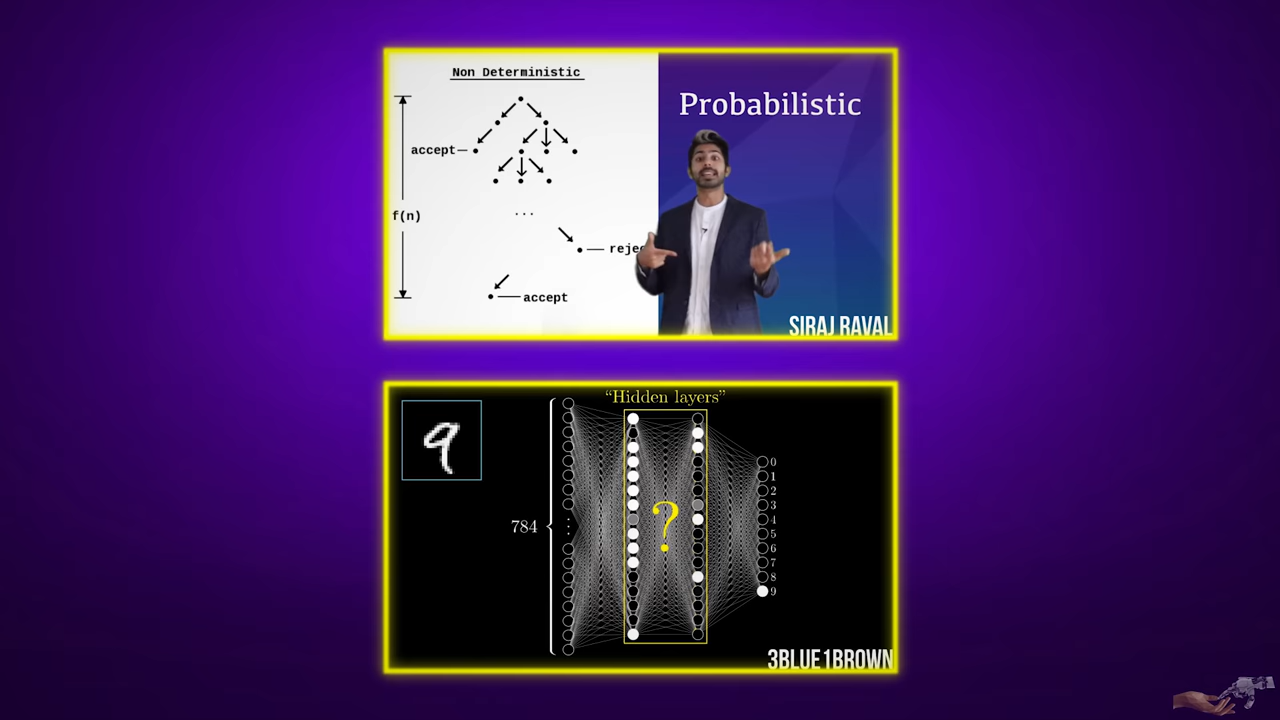 Non Deterministic
Probabilistic
accept
f(n)
...
accept
SIRAJ RAVAL
“Hidden layers”
9
784
?
0
1
2
3
4
5
6
7
8
9
3BLUE1BROWN